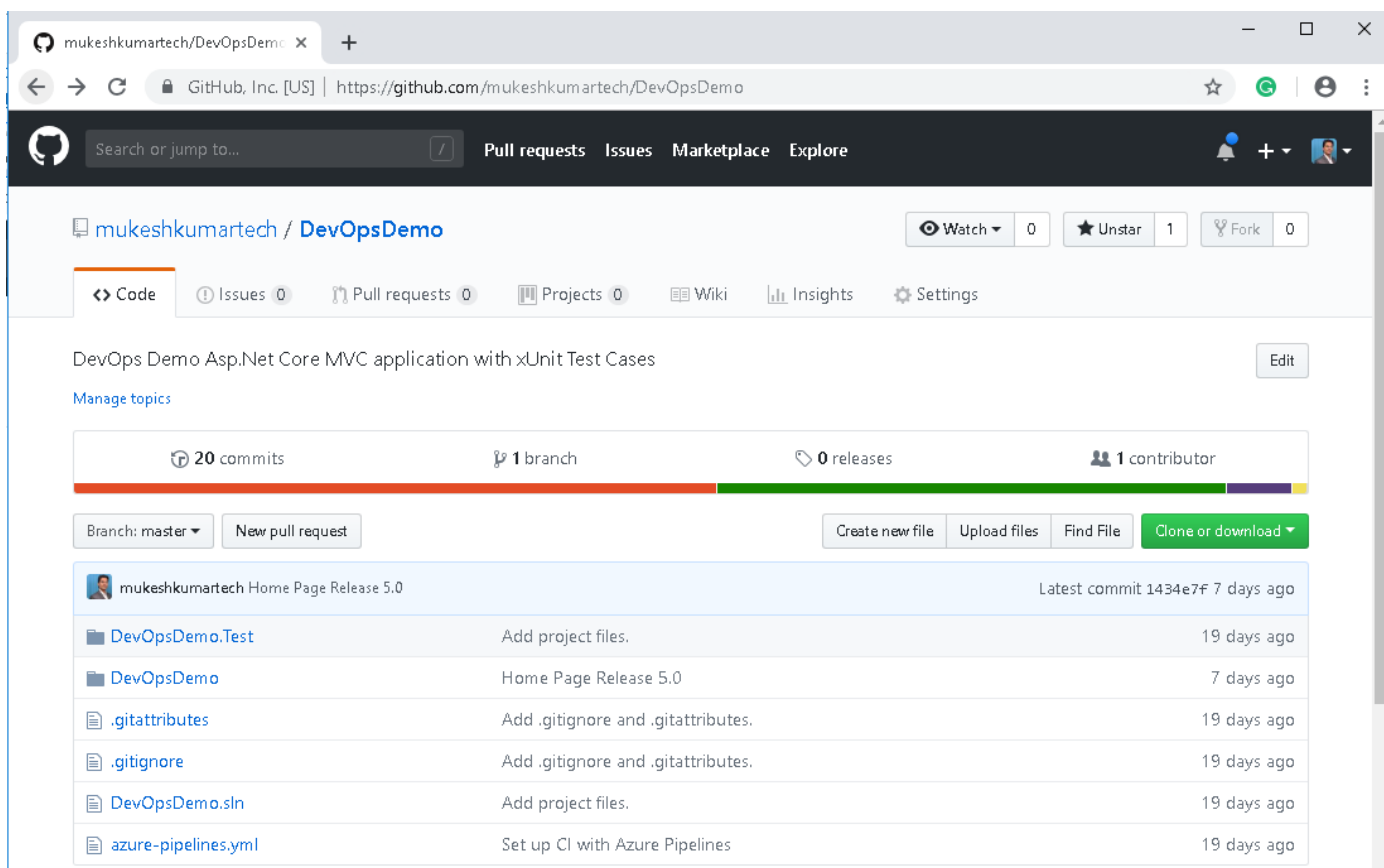 mukeshkumartech/DevOpsDemo
GitHub, Inc. [US] | https://github.com/mukeshkumartech/DevOpsDemo
Search or jump to... / Pull requests Issues Marketplace Explore
mukeshkumartech / DevOpsDemo Watch 0 Unstar 1 Fork 0
Code Issues 0 Pull requests 0 Projects 0 Wiki Insights Settings
DevOps Demo Asp.Net Core MVC application with xUnit Test Cases Edit
Manage topics
20 commits 1 branch 0 releases 1 contributor
Branch: master New pull request Create new file Upload files Find File Clone or download
mukeshkumartech Home Page Release 5.0 Latest commit 1434e7f 7 days ago
DevOpsDemo.Test Add project files. 19 days ago
DevOpsDemo Home Page Release 5.0 7 days ago
.gitattributes Add .gitignore and .gitattributes. 19 days ago
.gitignore Add .gitignore and .gitattributes. 19 days ago
DevOpsDemo.sln Add project files. 19 days ago
azure-pipelines.yml Set up CI with Azure Pipelines 19 days ago